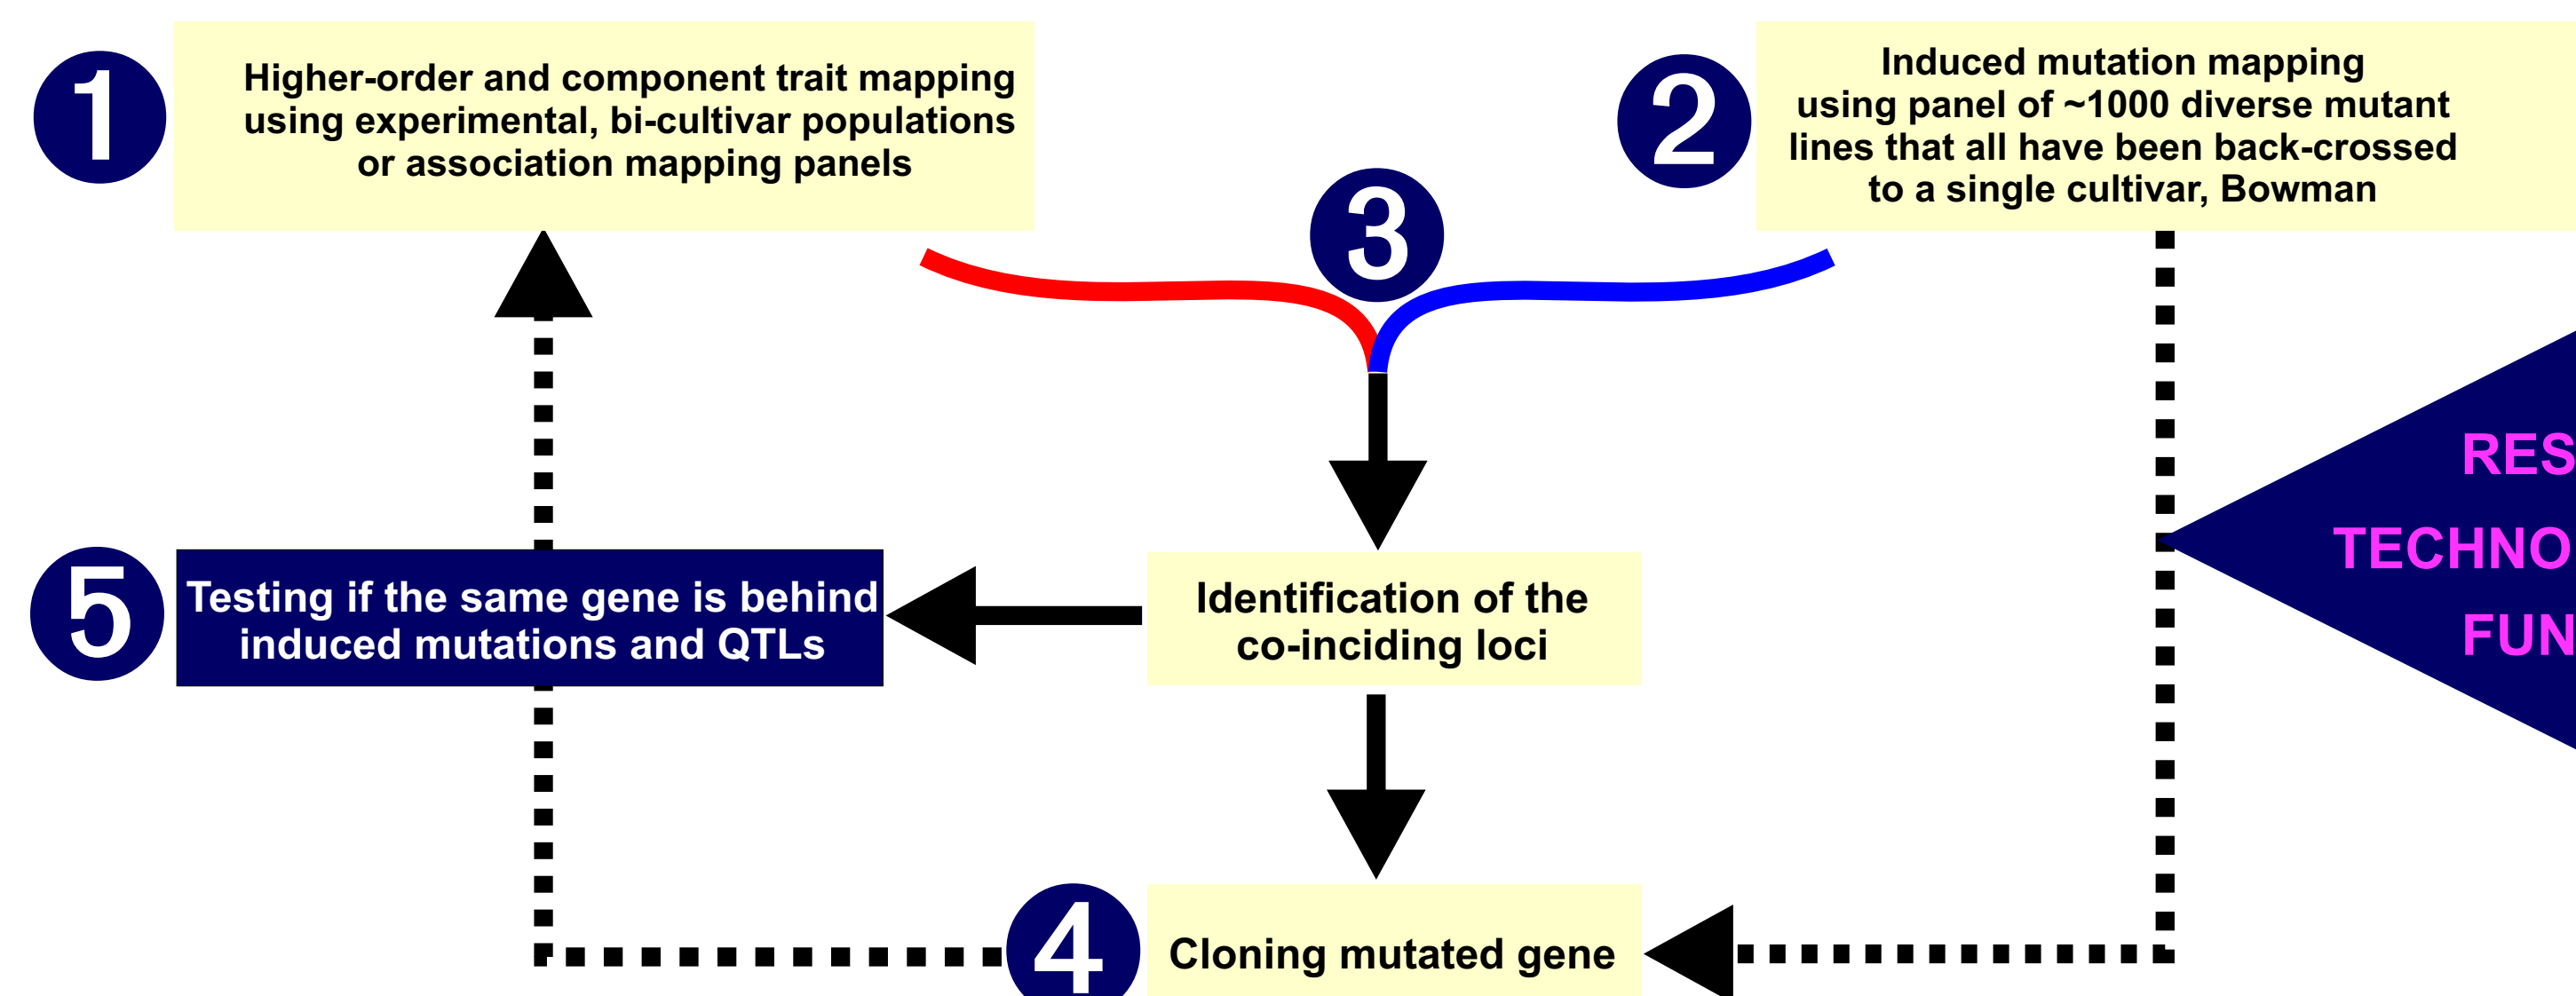 1
Higher-order and component trait mapping
using experimental, bi-cultivar populations
or association mapping panels
2
Induced mutation mapping
using panel of ~1000 diverse mutant
lines that all have been back-crossed
to a single cultivar, Bowman
3
RES
TECHNO
FUN
5
Testing if the same gene is behind
induced mutations and QTLs
Identification of the
co-inciding loci
4
Cloning mutated gene